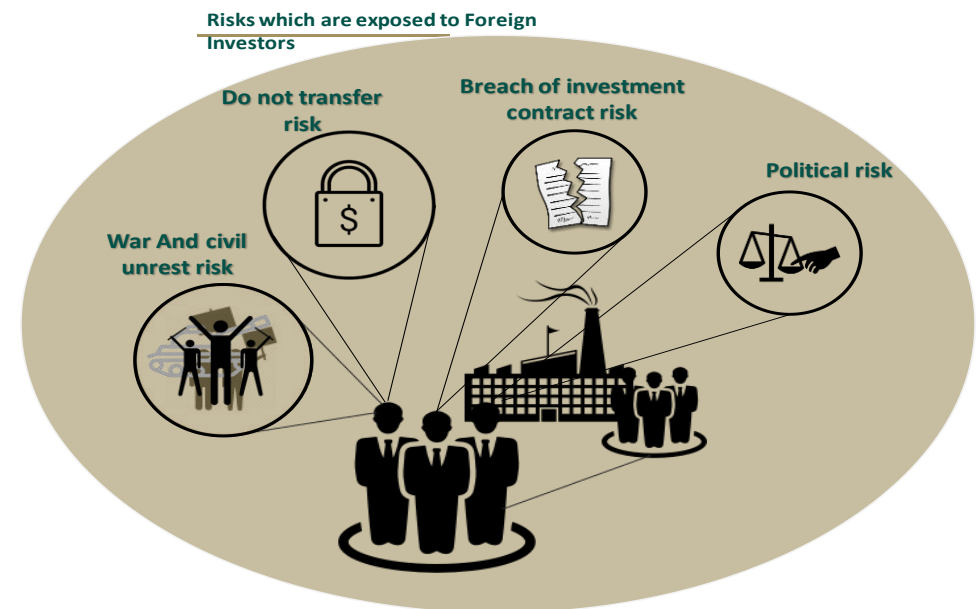 Risks which are exposed to Foreign
Investors
Do not transfer
risk
Breach of investment
contract risk
Political risk
War And civil
unrest risk
$